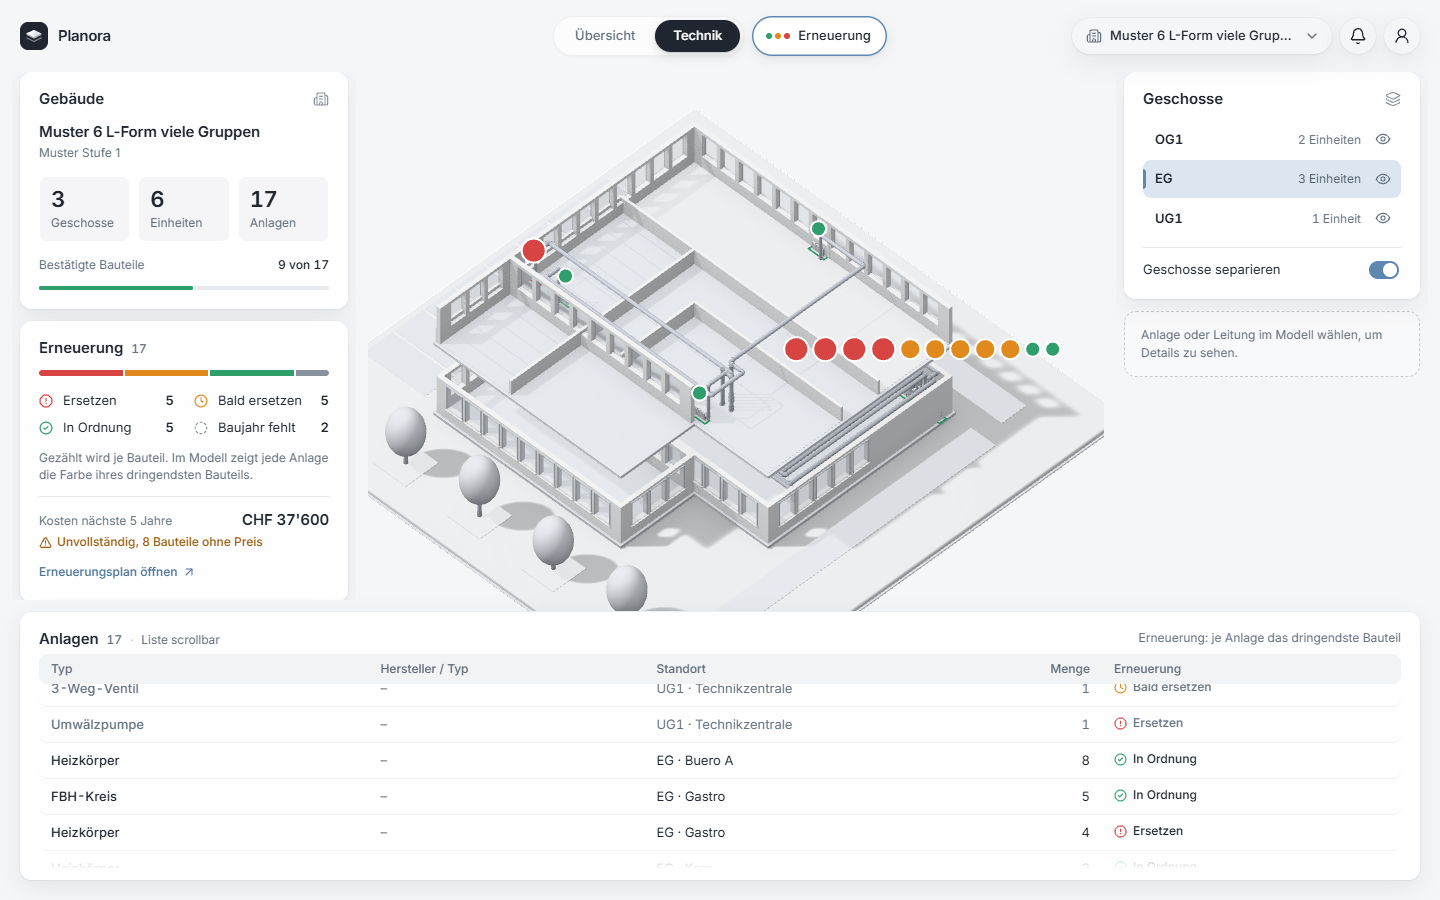 Planora
Übersicht
Technik
Erneuerung
Muster 6 L-Form viele Grup...
Gebäude
Muster 6 L-Form viele Gruppen
Muster Stufe 1
3
Geschosse
6
Einheiten
17
Anlagen
Bestätigte Bauteile 9 von 17
Erneuerung 17
Ersetzen 5
Bald ersetzen 5
In Ordnung 5
Baujahr fehlt 2
Gezählt wird je Bauteil. Im Modell zeigt jede Anlage
die Farbe ihres dringendsten Bauteils.
Kosten nächste 5 Jahre CHF 37'600
Unvollständig, 8 Bauteile ohne Preis
Erneuerungsplan öffnen
Geschosse
OG1 2 Einheiten
EG 3 Einheiten
UG1 1 Einheit
Geschosse separieren
Anlage oder Leitung im Modell wählen, um
Details zu sehen.
Anlagen 17 · Liste scrollbar
Erneuerung: je Anlage das dringendste Bauteil
Typ Hersteller / Typ Standort Menge Erneuerung
3-Weg-Ventil – UG1 · Technikzentrale 1 Bald ersetzen
Umwälzpumpe – UG1 · Technikzentrale 1 Ersetzen
Heizkörper – EG · Buero A 8 In Ordnung
FBH-Kreis – EG · Gastro 5 In Ordnung
Heizkörper – EG · Gastro 4 Ersetzen